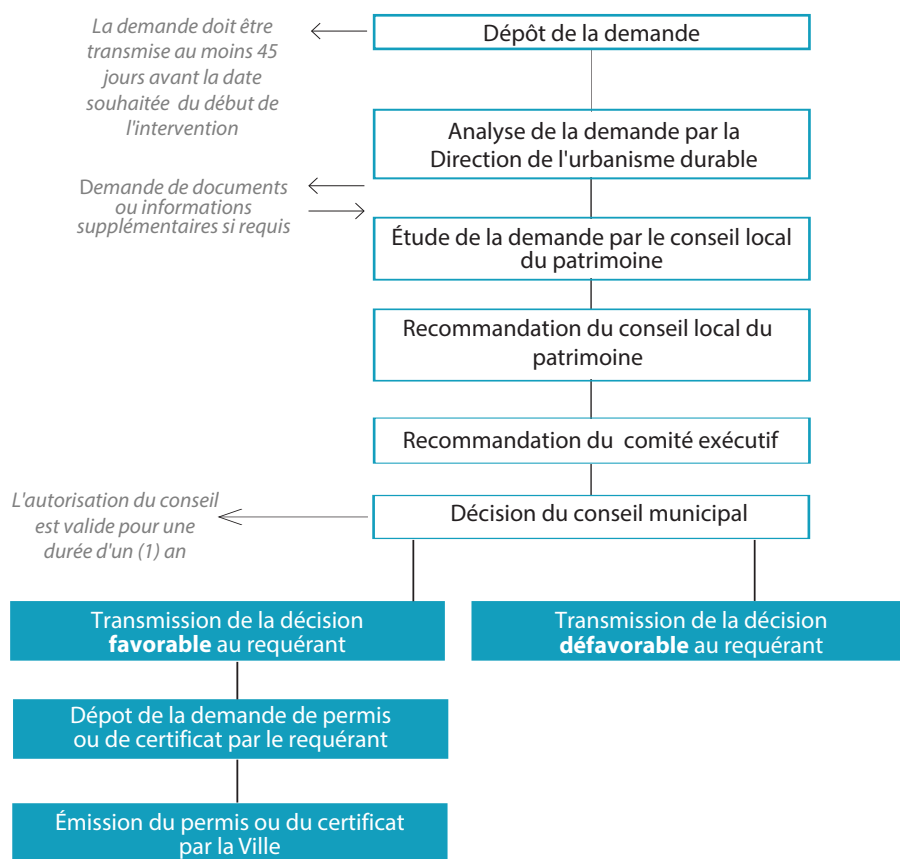 La demande doit être
transmise au moins 45
jours avant la date
souhaitée du début de
l'intervention
Dépôt de la demande
Analyse de la demande par la
Direction de l'urbanisme durable
Demande de documents
ou informations
supplémentaires si requis
Étude de la demande par le conseil local
du patrimoine
Recommandation du conseil local du
patrimoine
Recommandation du comité exécutif
L'autorisation du conseil
est valide pour une
durée d'un (1) an
Décision du conseil municipal
Transmission de la décision
favorable au requérant
Transmission de la décision
défavorable au requérant
Dépot de la demande de permis
ou de certificat par le requérant
Émission du permis ou du certificat
par la Ville